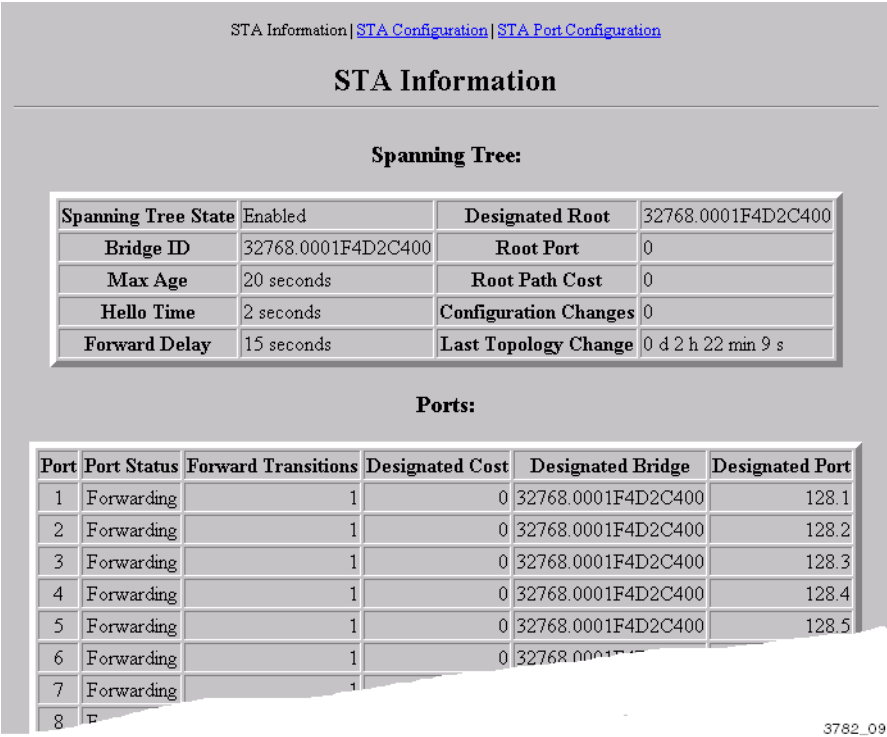 STA Information | STA Configuration | STA Port Configuration
STA Information
Spanning Tree:
Spanning Tree State Enabled Designated Root 32768.0001F4D2C400
Bridge ID 32768.0001F4D2C400 Root Port 0
Max Age 20 seconds Root Path Cost 0
Hello Time 2 seconds Configuration Changes 0
Forward Delay 15 seconds Last Topology Change 0 d 2 h 22 min 9 s
Ports:
Port Port Status Forward Transitions Designated Cost Designated Bridge Designated Port
1 Forwarding 1 0 32768.0001F4D2C400 128.1
2 Forwarding 1 0 32768.0001F4D2C400 128.2
3 Forwarding 1 0 32768.0001F4D2C400 128.3
4 Forwarding 1 0 32768.0001F4D2C400 128.4
5 Forwarding 1 0 32768.0001F4D2C400 128.5
6 Forwarding 1 0
7 Forwarding 1
8
3782_09